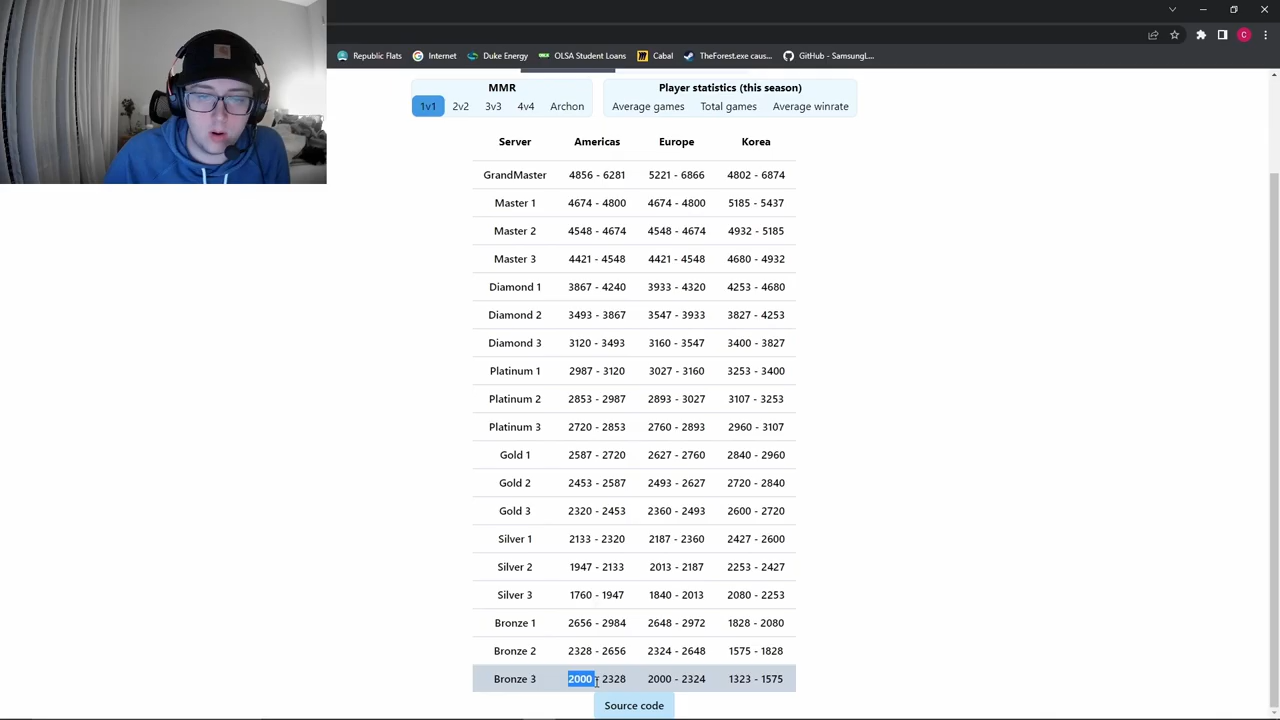 Republic Flats Internet Duke Energy OLSA Student Loans Cabal TheForest.exe caus... GitHub - SamsungL...
C
MMR
1v1 2v2 3v3 4v4 Archon
Player statistics (this season)
Average games Total games Average winrate
Server Americas Europe Korea
GrandMaster 4856 - 6281 5221 - 6866 4802 - 6874
Master 1 4674 - 4800 4674 - 4800 5185 - 5437
Master 2 4548 - 4674 4548 - 4674 4932 - 5185
Master 3 4421 - 4548 4421 - 4548 4680 - 4932
Diamond 1 3867 - 4240 3933 - 4320 4253 - 4680
Diamond 2 3493 - 3867 3547 - 3933 3827 - 4253
Diamond 3 3120 - 3493 3160 - 3547 3400 - 3827
Platinum 1 2987 - 3120 3027 - 3160 3253 - 3400
Platinum 2 2853 - 2987 2893 - 3027 3107 - 3253
Platinum 3 2720 - 2853 2760 - 2893 2960 - 3107
Gold 1 2587 - 2720 2627 - 2760 2840 - 2960
Gold 2 2453 - 2587 2493 - 2627 2720 - 2840
Gold 3 2320 - 2453 2360 - 2493 2600 - 2720
Silver 1 2133 - 2320 2187 - 2360 2427 - 2600
Silver 2 1947 - 2133 2013 - 2187 2253 - 2427
Silver 3 1760 - 1947 1840 - 2013 2080 - 2253
Bronze 1 2656 - 2984 2648 - 2972 1828 - 2080
Bronze 2 2328 - 2656 2324 - 2648 1575 - 1828
Bronze 3 2000 - 2328 2000 - 2324 1323 - 1575
Source code